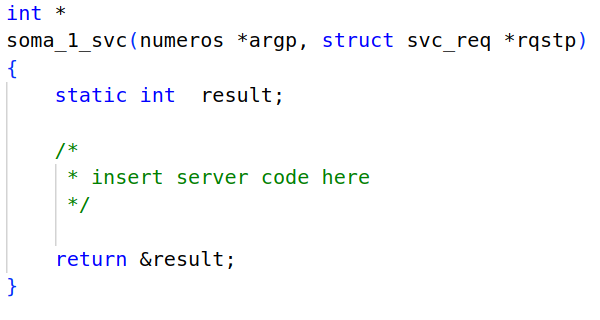 int *
soma_1_svc(numeros *argp, struct svc_req *rqstp)
{
    static int  result;

    /*
     * insert server code here
     */

    return &result;
}